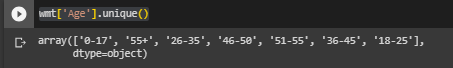 wmt['Age'].unique()
array(['0-17', '55+', '26-35', '46-50', '51-55', '36-45', '18-25'],
dtype=object)